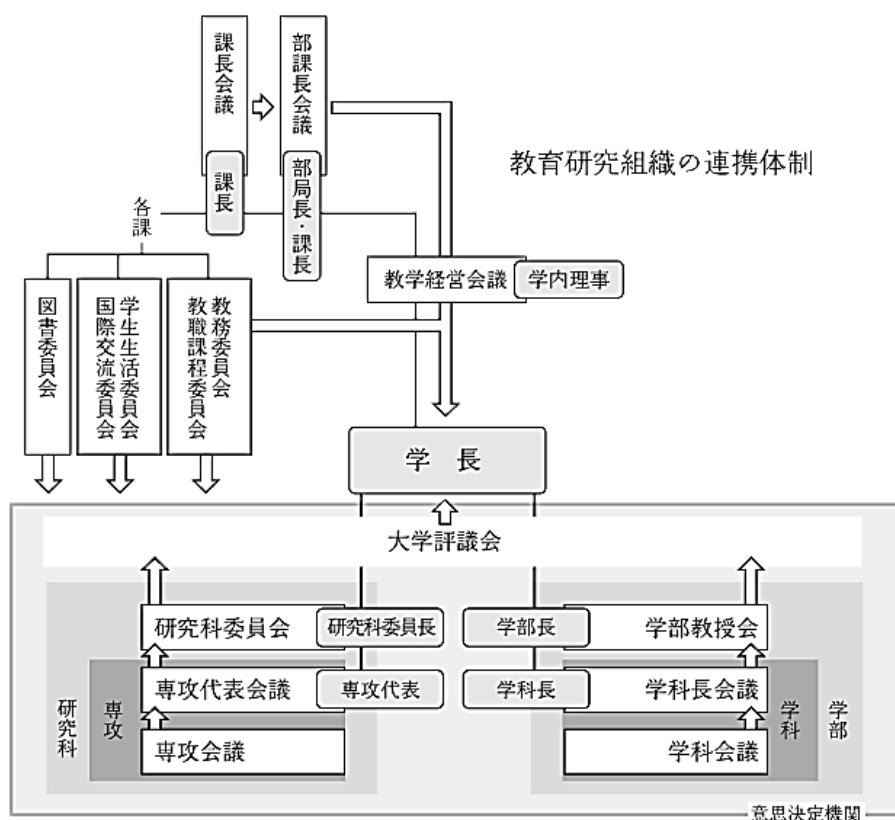 課長会議
部課長会議
教育研究組織の連携体制
課長
部局長・課長
各課
教学経営会議
学内理事
図書委員会
学生生活委員会
国際交流委員会
教務委員会
教職課程委員会
学　長
大学評議会
研究科委員会
研究科委員長
学部長
学部教授会
専攻代表会議
専攻代表
学科長
学科長会議
研究科
専攻
学科
学部
専攻会議
学科会議
意思決定機関